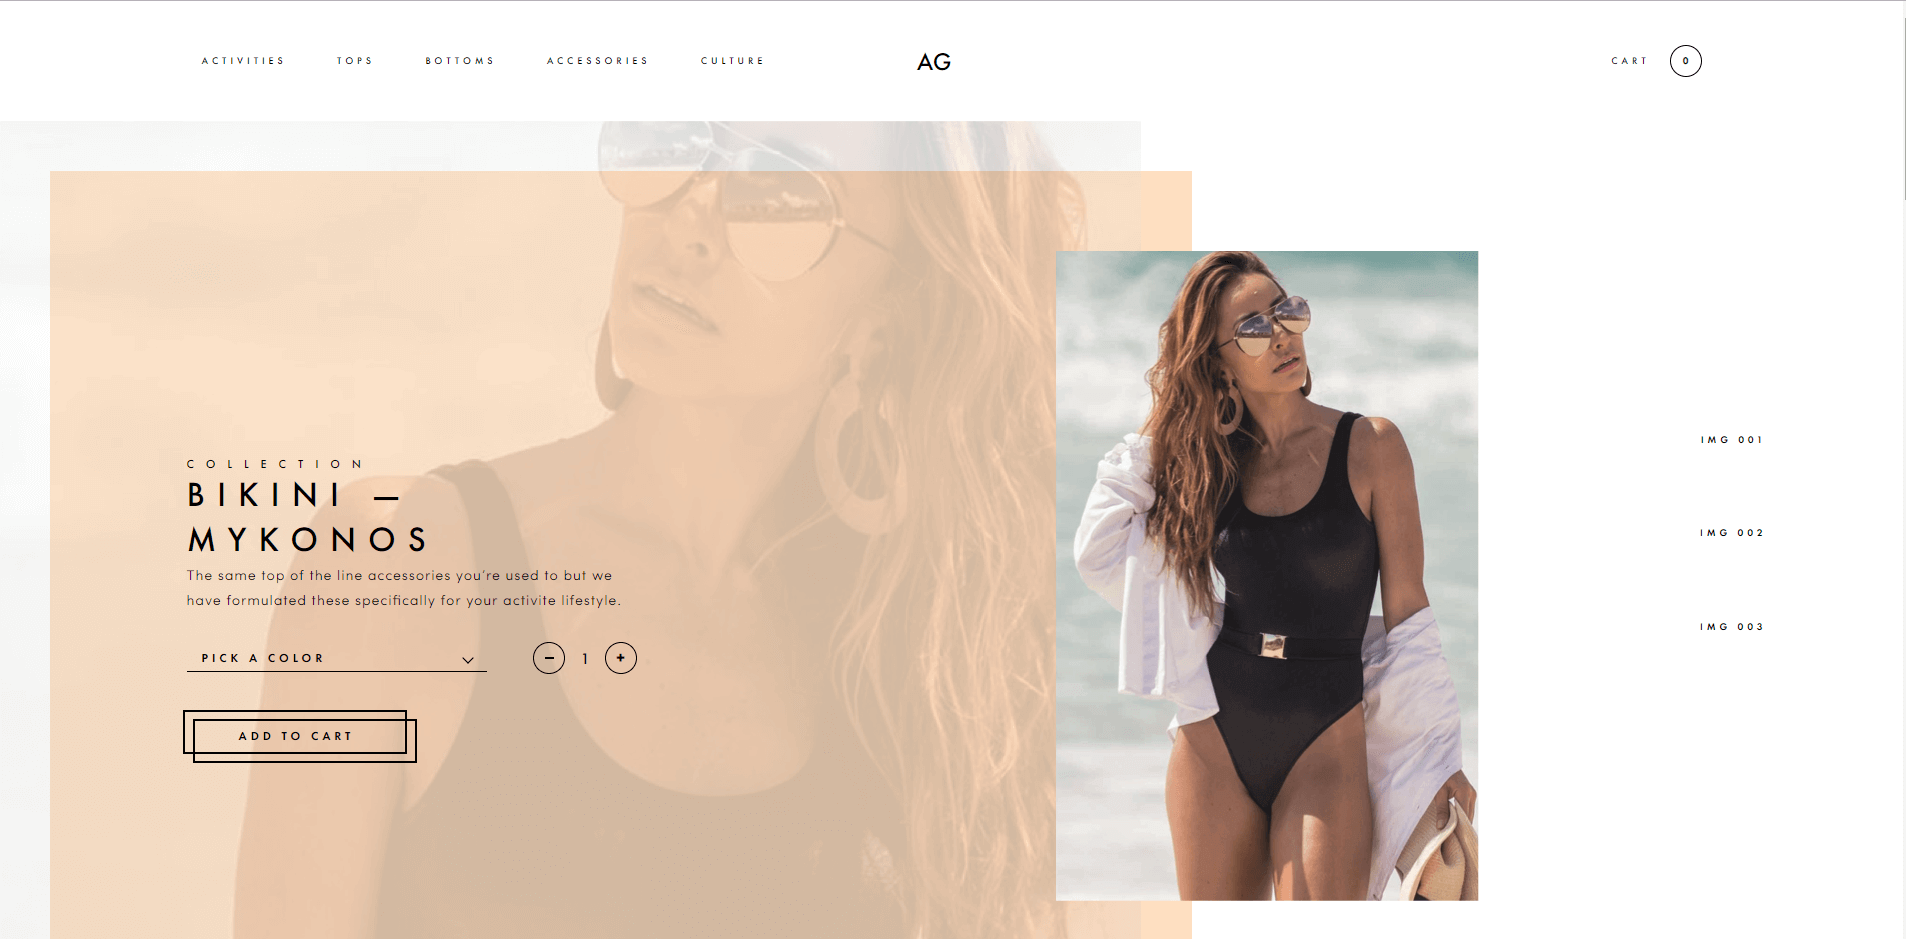 ACTIVITIES TOPS BOTTOMS ACCESSORIES CULTURE AG CART 0
COLLECTION
BIKINI —
MYKONOS
The same top of the line accessories you're used to but we
have formulated these specifically for your activite lifestyle.
PICK A COLOR − 1 +
ADD TO CART
IMG 001
IMG 002
IMG 003